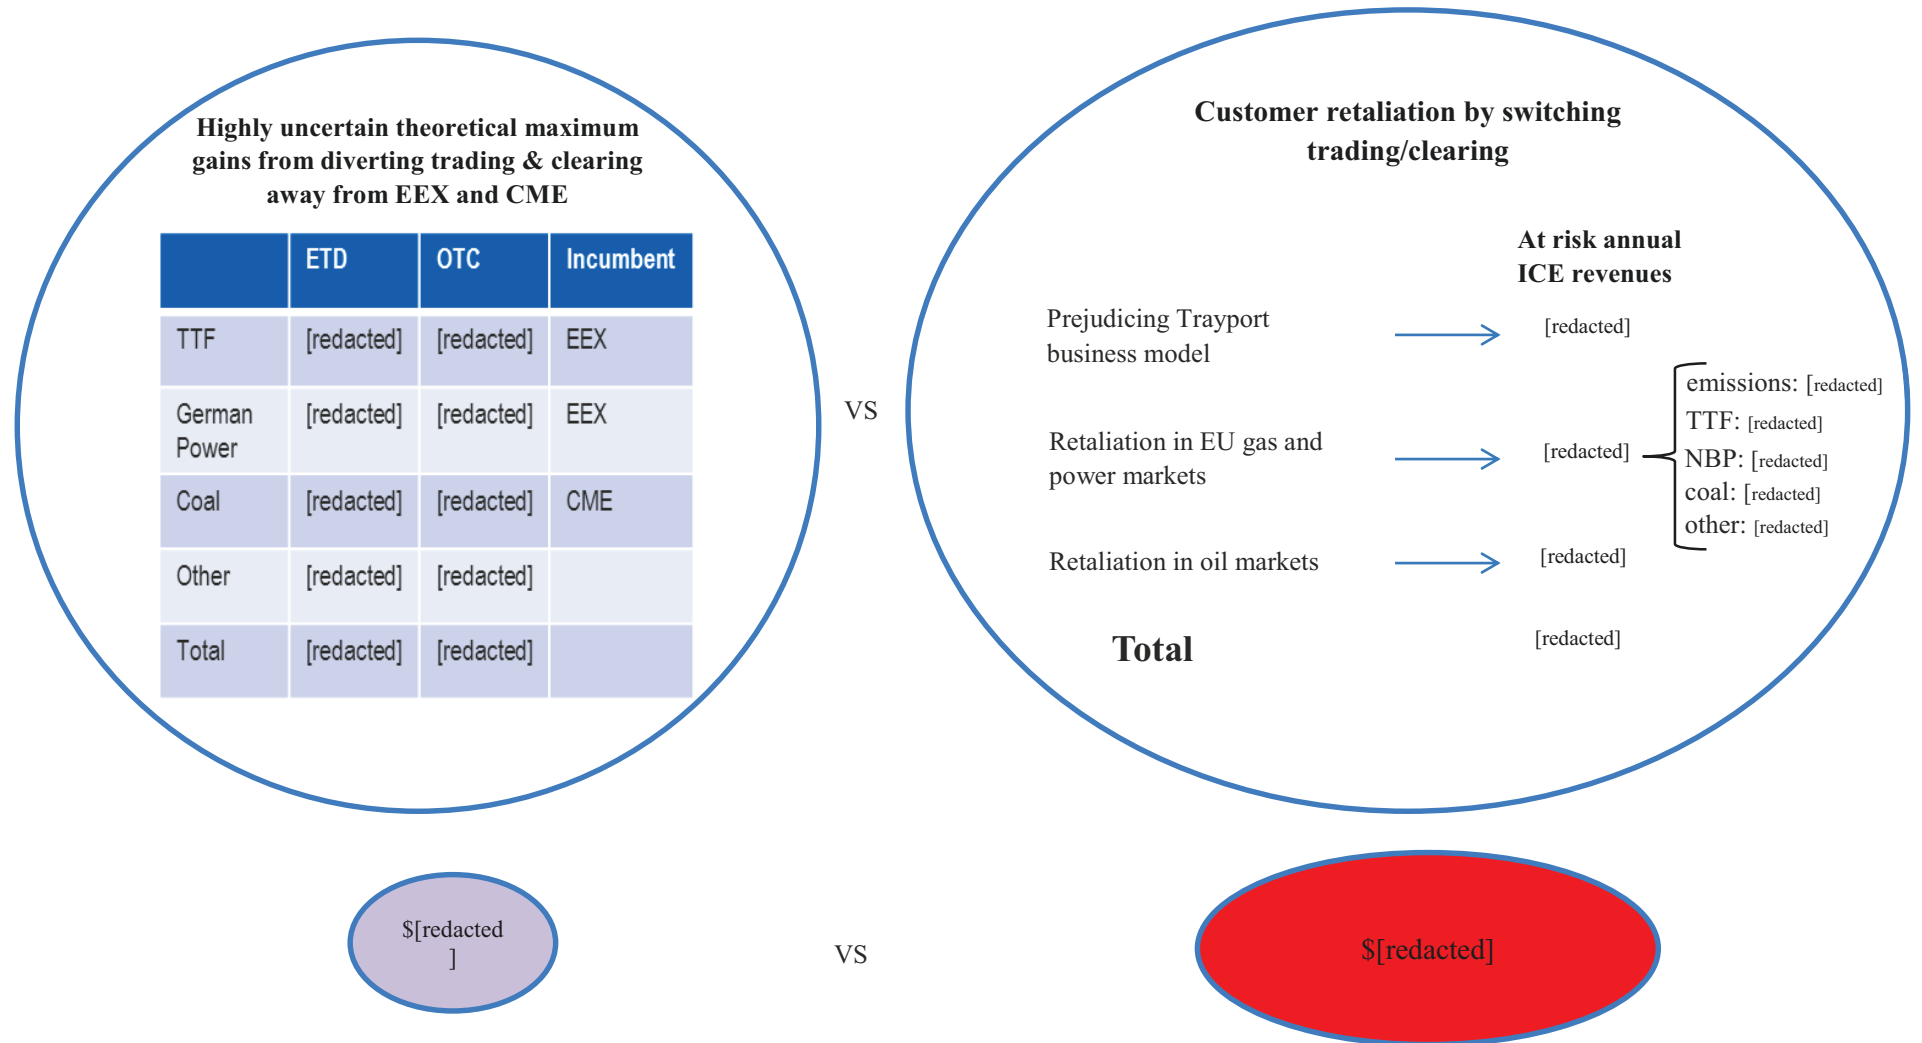 Highly uncertain theoretical maximum
gains from diverting trading & clearing
away from EEX and CME
ETD OTC Incumbent
TTF [redacted] [redacted] EEX
German
Power [redacted] [redacted] EEX
Coal [redacted] [redacted] CME
Other [redacted] [redacted]
Total [redacted] [redacted]
VS
Customer retaliation by switching
trading/clearing
At risk annual
ICE revenues
Prejudicing Trayport
business model
[redacted]
Retaliation in EU gas and
power markets
[redacted]
emissions: [redacted]
TTF: [redacted]
NBP: [redacted]
coal: [redacted]
other: [redacted]
Retaliation in oil markets
[redacted]
Total
[redacted]
$[redacted
]
VS
$[redacted]